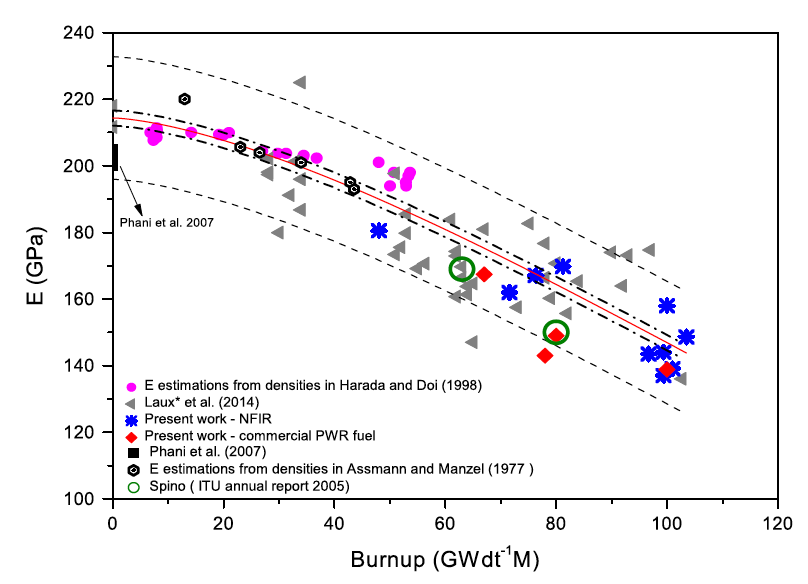 240
220
200
180
160
140
120
100
E (GPa)
Phani et al. 2007
E estimations from densities in Harada and Doi (1998)
Laux* et al. (2014)
Present work - NFIR
Present work - commercial PWR fuel
Phani et al. (2007)
E estimations from densities in Assmann and Manzel (1977 )
Spino ( ITU annual report 2005)
0 20 40 60 80 100 120
Burnup (GWdt⁻¹M)